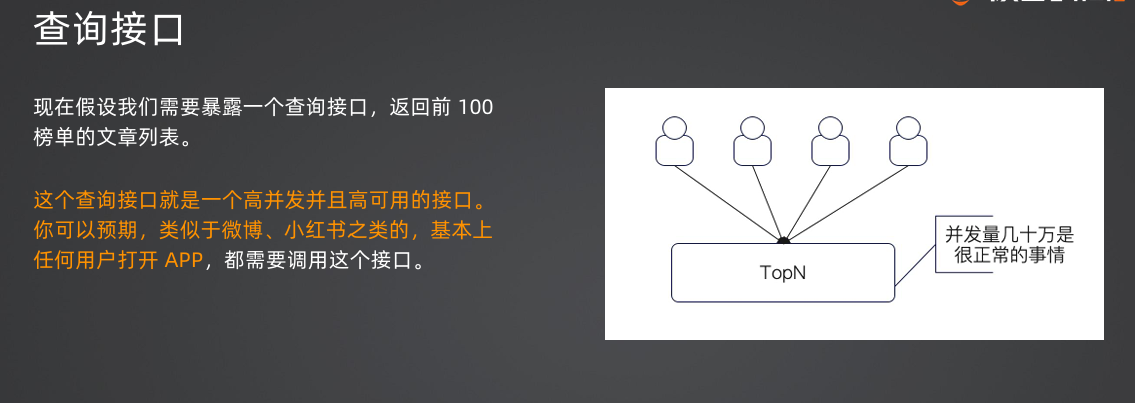 查询接口
现在假设我们需要暴露一个查询接口，返回前 100
榜单的文章列表。
这个查询接口就是一个高并发并且高可用的接口。
你可以预期，类似于微博、小红书之类的，基本上
任何用户打开 APP，都需要调用这个接口。
并发量几十万是
很正常的事情
TopN